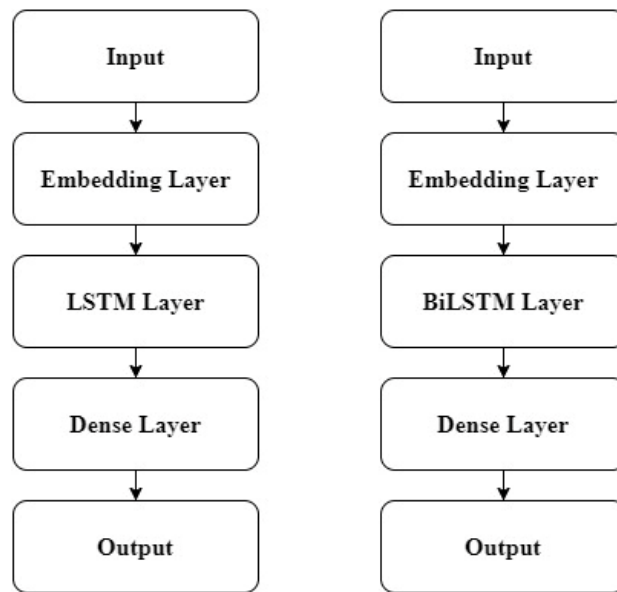 Input
Embedding Layer
LSTM Layer
Dense Layer
Output
Input
Embedding Layer
BiLSTM Layer
Dense Layer
Output